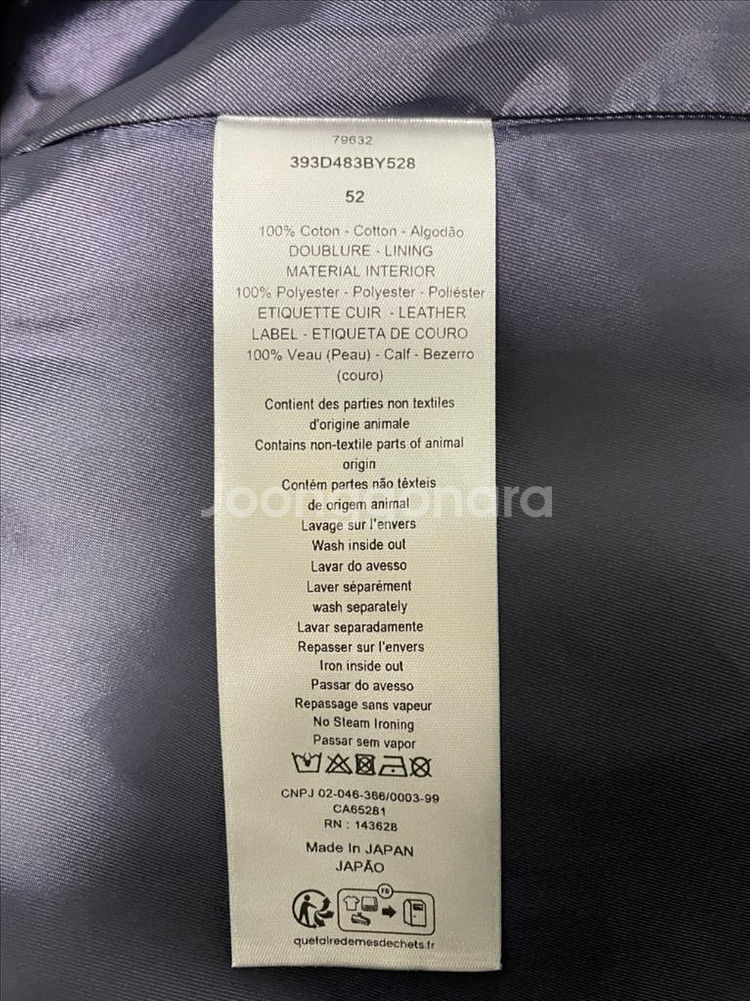 79632
393D483BY528
52
100% Coton - Cotton - Algodão
DOUBLURE - LINING
MATERIAL INTERIOR
100% Polyester - Polyester - Poliéster
ETIQUETTE CUIR - LEATHER
LABEL - ETIQUETA DE COURO
100% Veau (Peau) - Calf - Bezerro
(couro)
Contient des parties non textiles
d'origine animale
Contains non-textile parts of animal
origin
Contém partes não têxteis
de origem animal
Joongonara
Lavage sur l'envers
Wash inside out
Lavar do avesso
Laver séparément
wash separately
Lavar separadamente
Repasser sur l'envers
Iron inside out
Passar do avesso
Repassage sans vapeur
No Steam Ironing
Passar sem vapor
CNPJ 02-046-366/0003-99
CA65281
RN : 143628
Made In JAPAN
JAPÃO
FR
quefairedemesdechets.fr